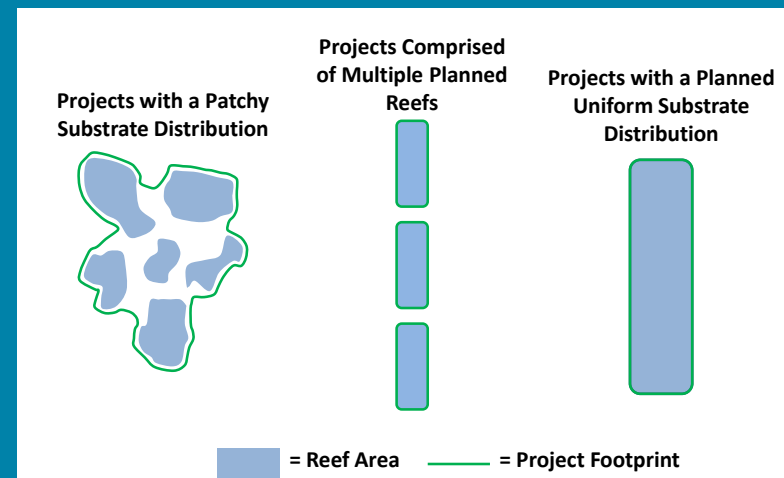 Projects with a Patchy
Substrate Distribution
Projects Comprised
of Multiple Planned
Reefs
Projects with a Planned
Uniform Substrate
Distribution
= Reef Area
= Project Footprint